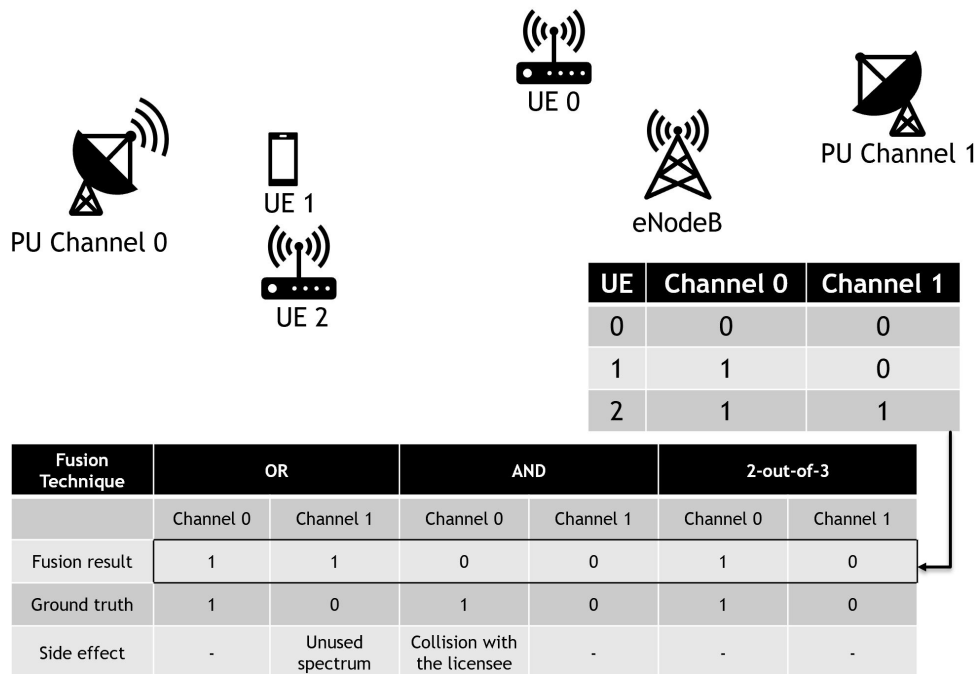 UE 0
PU Channel 1
UE 1
eNodeB
PU Channel 0
UE 2
UE Channel 0 Channel 1
0 0 0
1 1 0
2 1 1
Fusion
Technique OR AND 2-out-of-3
Channel 0 Channel 1 Channel 0 Channel 1 Channel 0 Channel 1
Fusion result 1 1 0 0 1 0
Ground truth 1 0 1 0 1 0
Side effect - Unused
spectrum Collision with
the licensee - - -